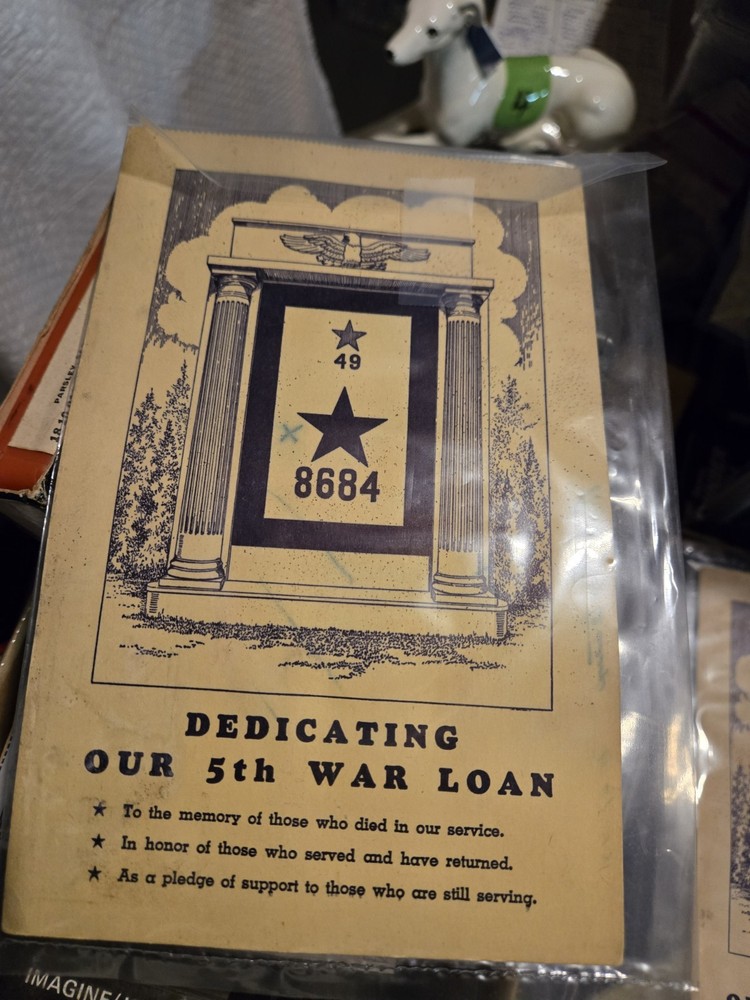 49
8684
DEDICATING
OUR 5th WAR LOAN
★ To the memory of those who died in our service.
★ In honor of those who served and have returned.
★ As a pledge of support to those who are still serving.
PARSLEY
IMAGINE/